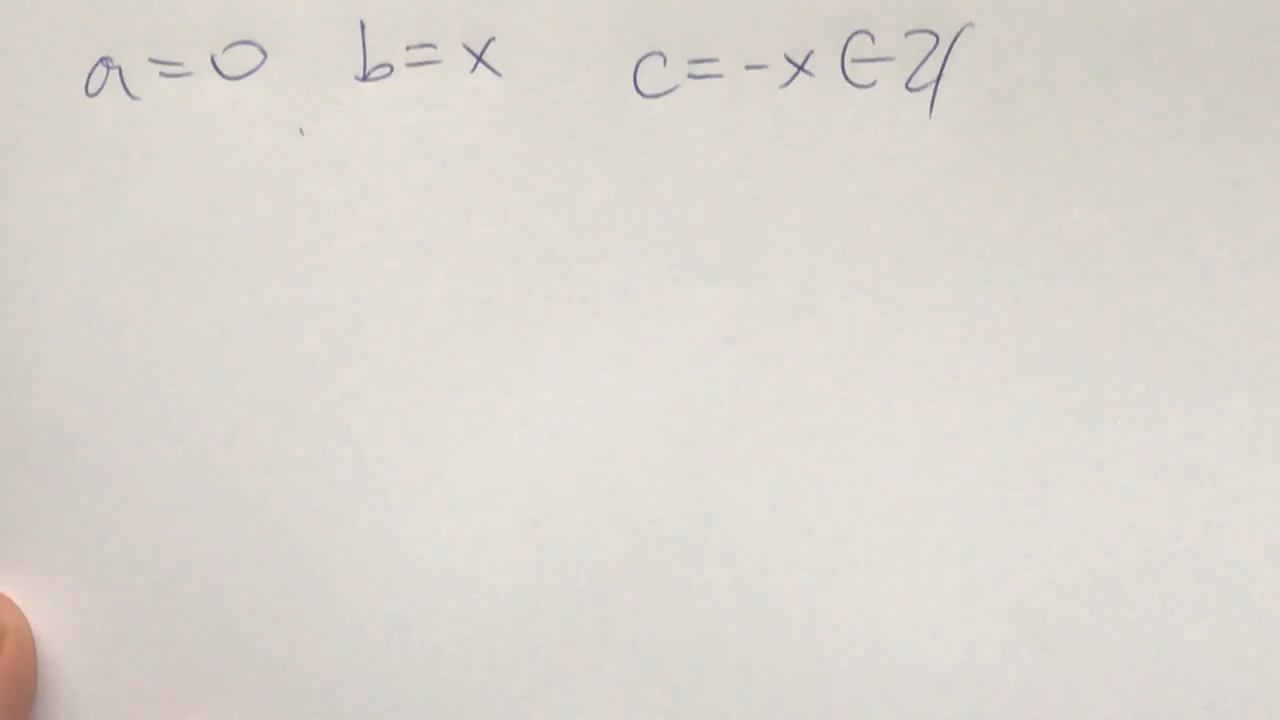 a=0 b=x c=-x∈ℤ